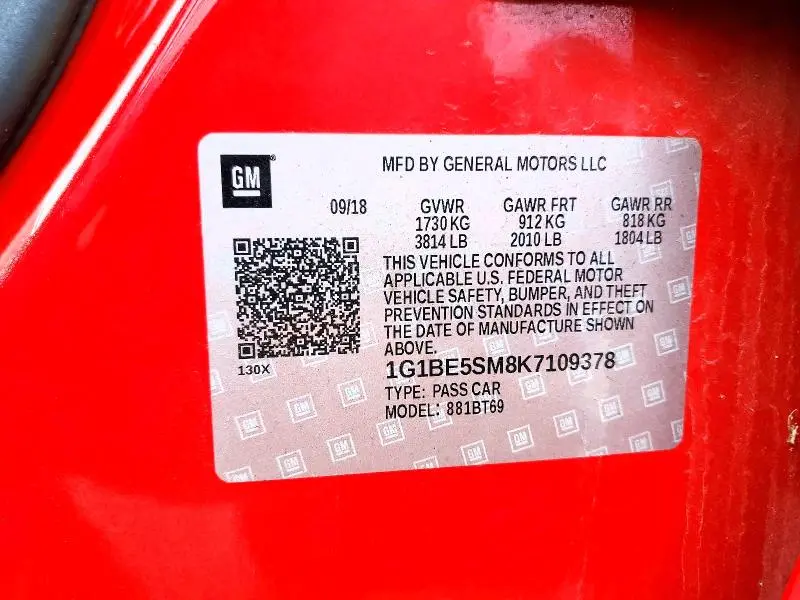 GM
MFD BY GENERAL MOTORS LLC
09/18 GVWR GAWR FRT GAWR RR
1730 KG 912 KG 818 KG
3814 LB 2010 LB 1804 LB
THIS VEHICLE CONFORMS TO ALL
APPLICABLE U.S. FEDERAL MOTOR
VEHICLE SAFETY, BUMPER, AND THEFT
PREVENTION STANDARDS IN EFFECT ON
THE DATE OF MANUFACTURE SHOWN
ABOVE.
130X
1G1BE5SM8K7109378
TYPE: PASS CAR
MODEL: 881BT69